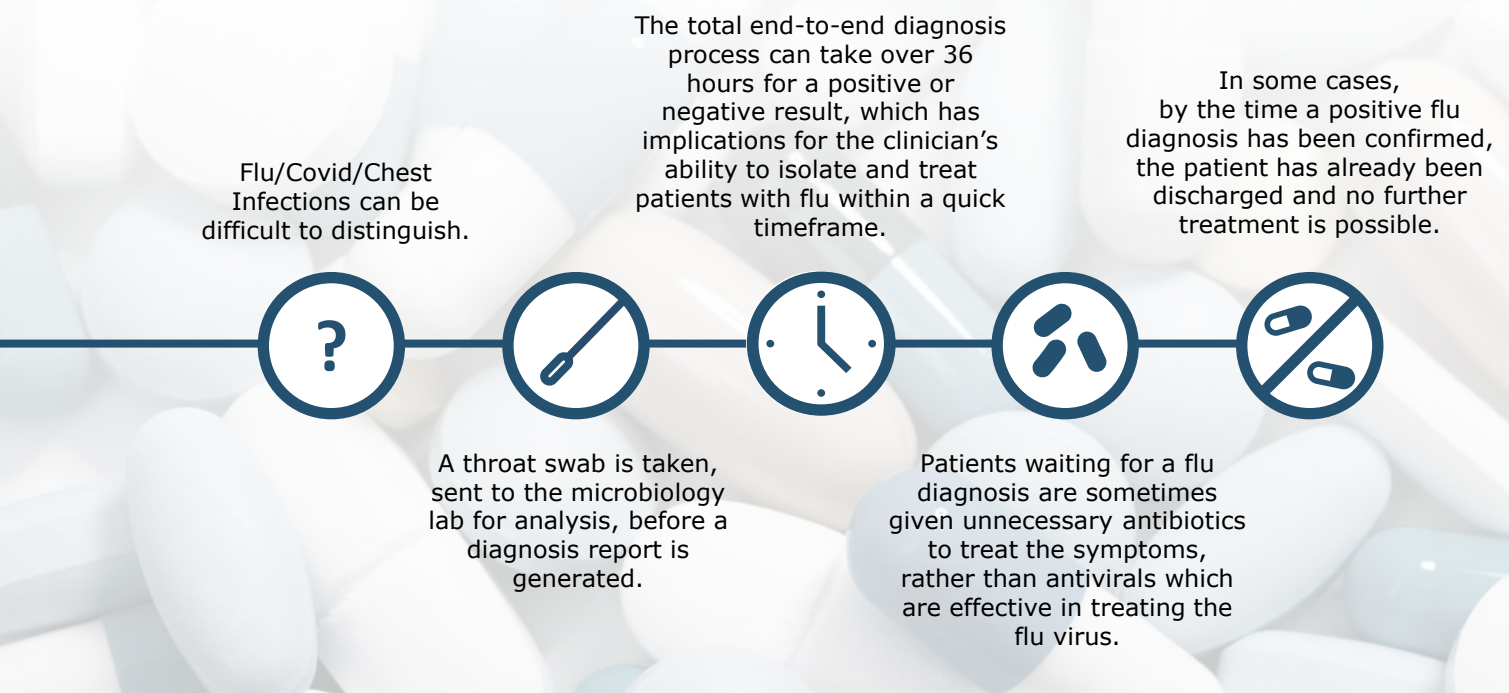 Flu/Covid/Chest
Infections can be
difficult to distinguish.
?
A throat swab is taken,
sent to the microbiology
lab for analysis, before a
diagnosis report is
generated.
The total end-to-end diagnosis
process can take over 36
hours for a positive or
negative result, which has
implications for the clinician’s
ability to isolate and treat
patients with flu within a quick
timeframe.
Patients waiting for a flu
diagnosis are sometimes
given unnecessary antibiotics
to treat the symptoms,
rather than antivirals which
are effective in treating the
flu virus.
In some cases,
by the time a positive flu
diagnosis has been confirmed,
the patient has already been
discharged and no further
treatment is possible.